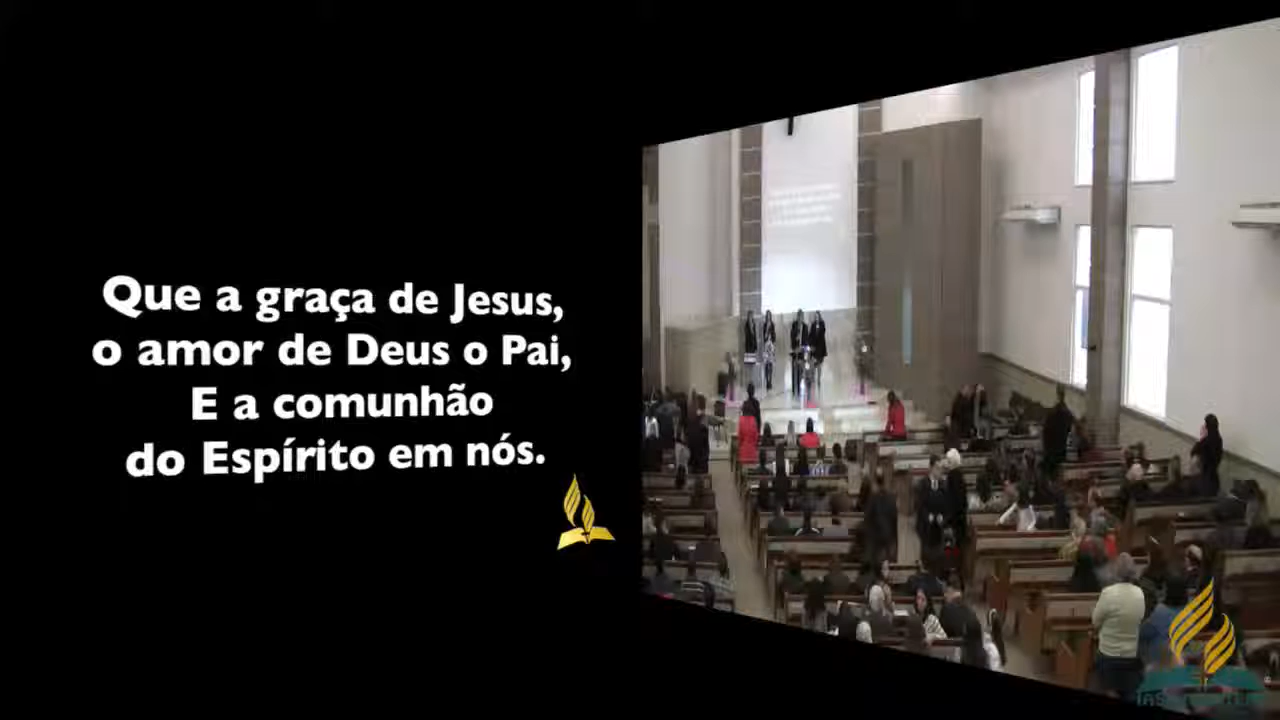 Que a graça de Jesus,
o amor de Deus o Pai,
E a comunhão
do Espírito em nós.